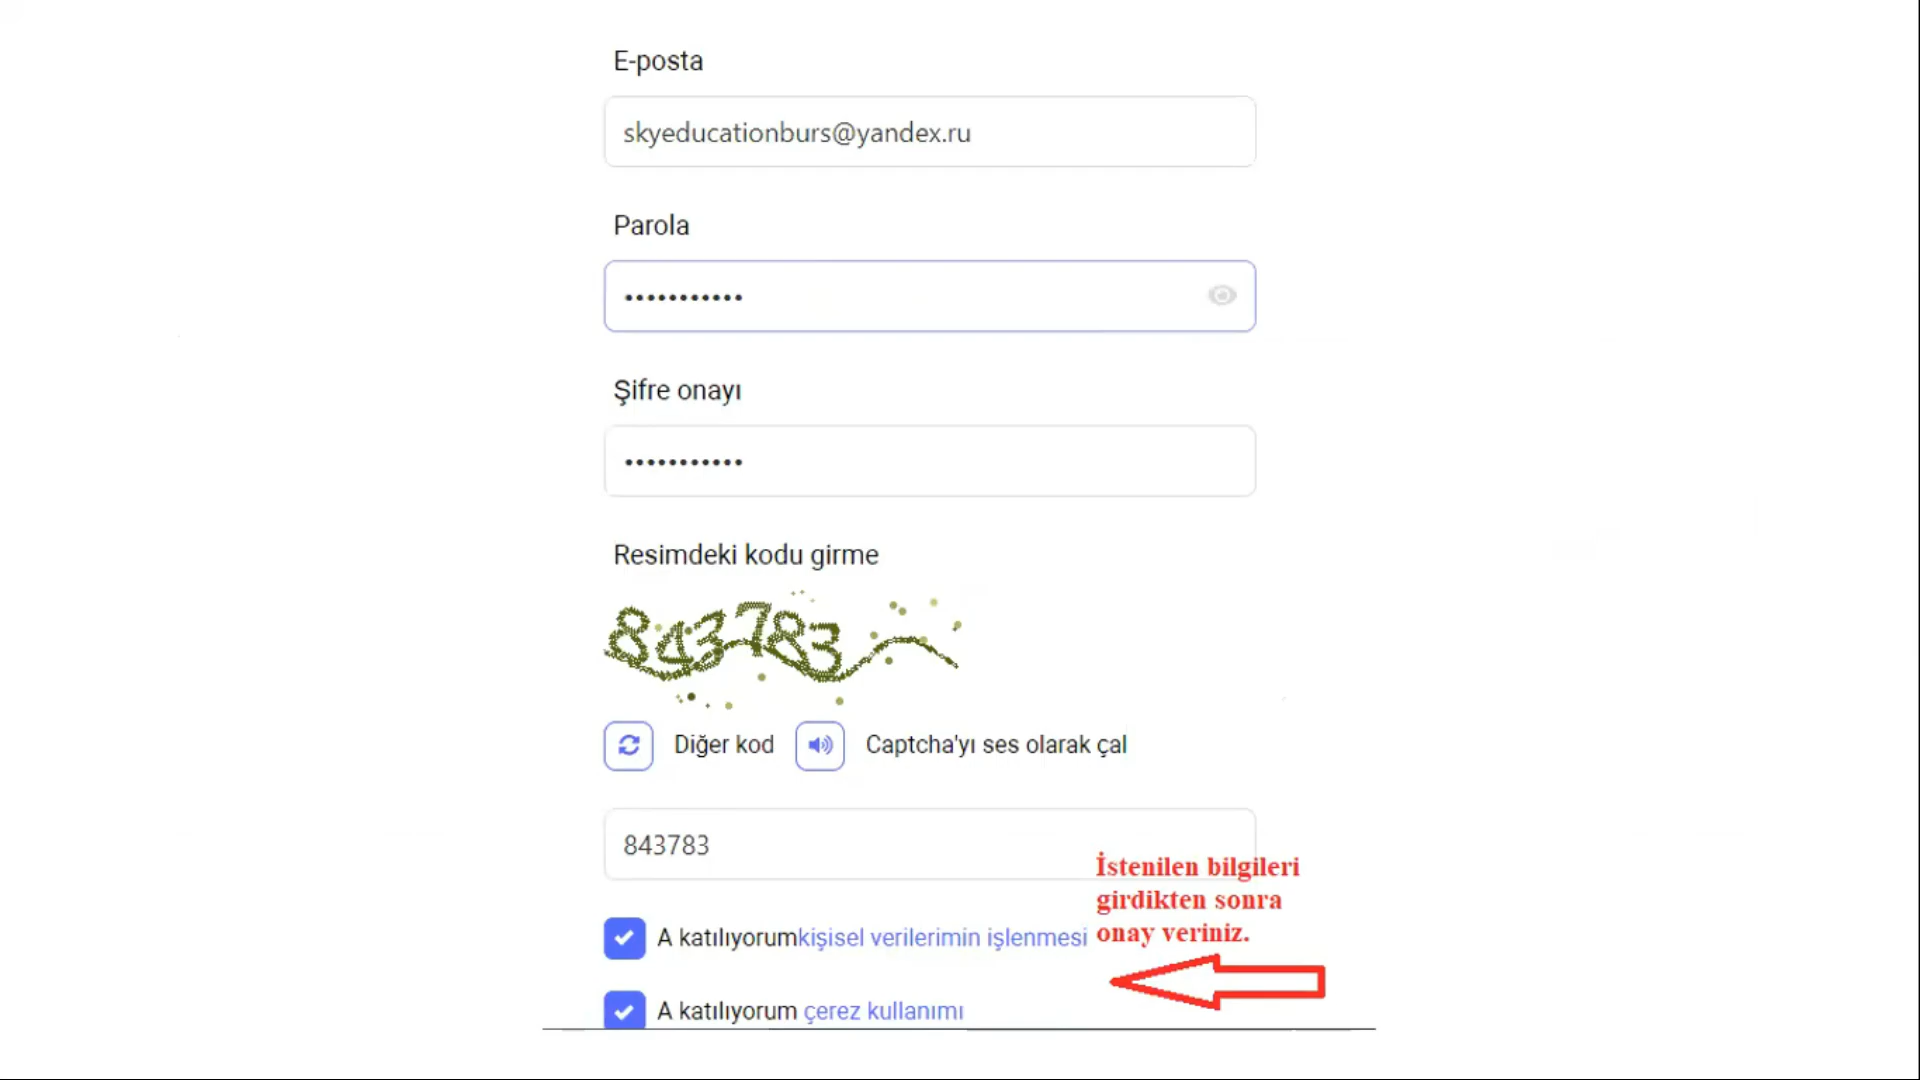 E-posta
skyeducationburs@yandex.ru
Parola
•••••••••••
Şifre onayı
•••••••••••
Resimdeki kodu girme
843783
Diğer kod
Captcha'yı ses olarak çal
843783
İstenilen bilgileri
girdikten sonra
onay veriniz.
A katılıyorumkişisel verilerimin işlenmesi
A katılıyorum çerez kullanımı